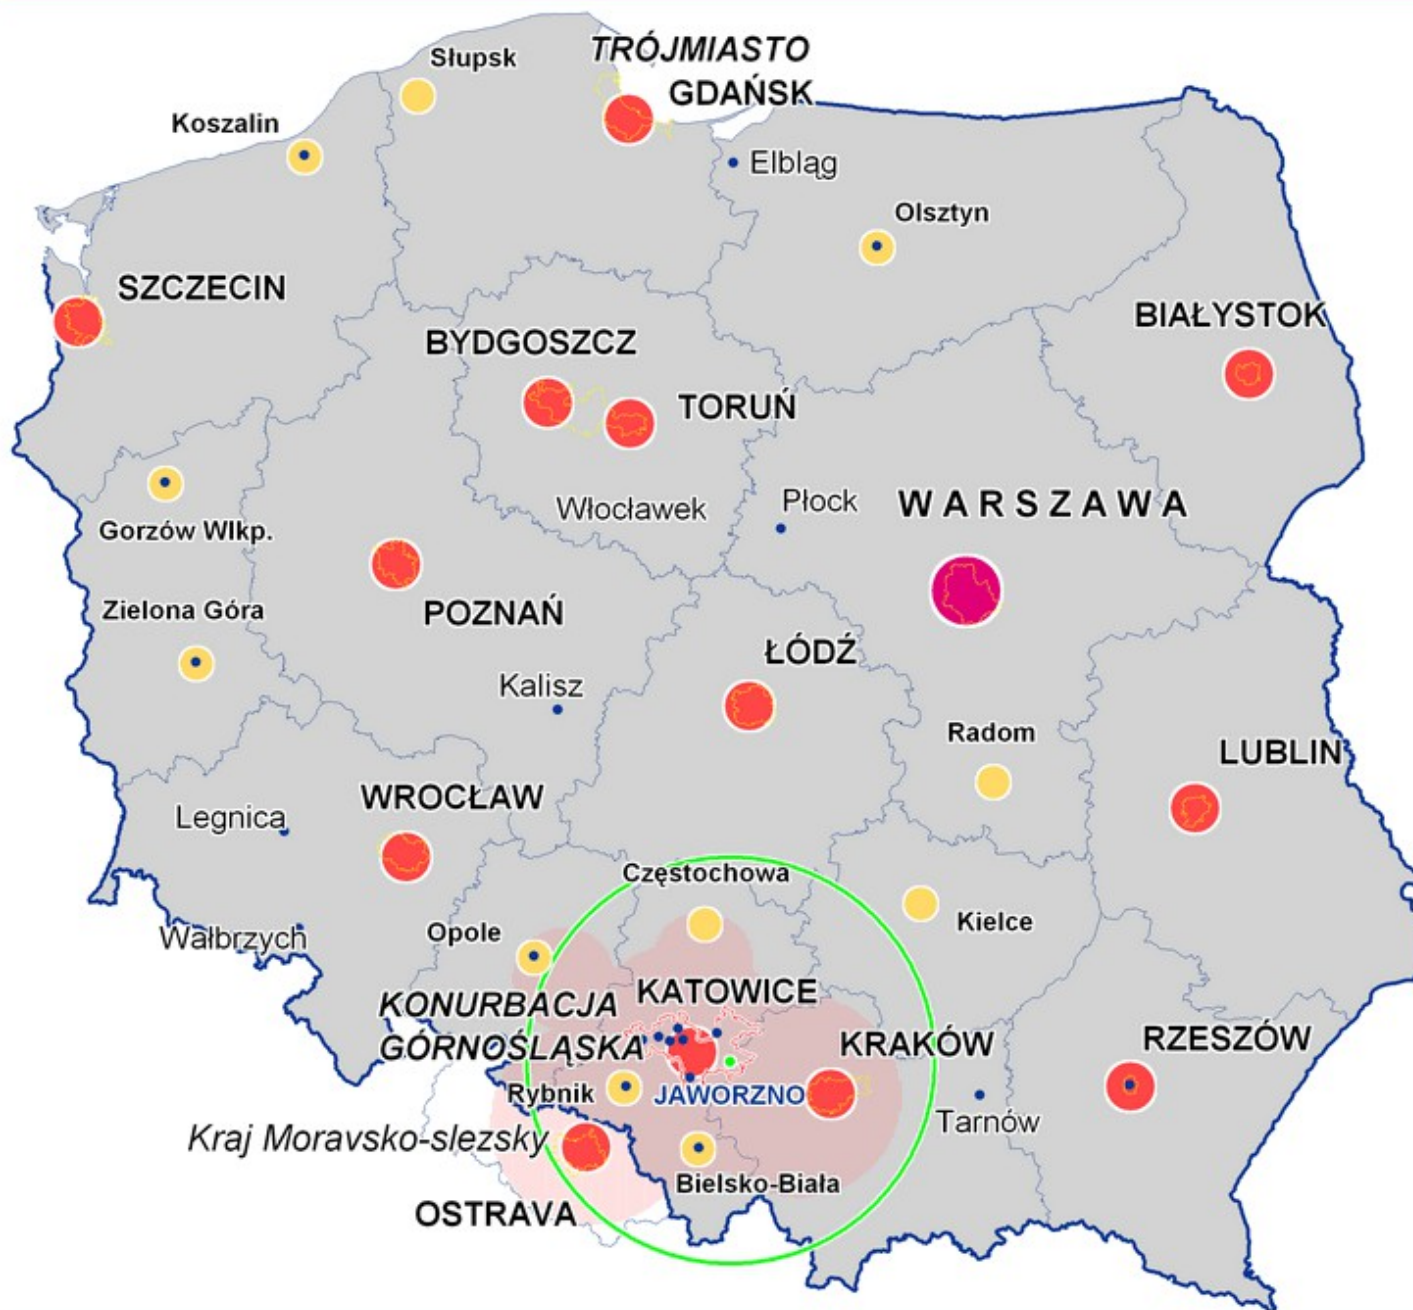 Słupsk
TRÓJMIASTO
GDAŃSK
Koszalin
Elbląg
Olsztyn
SZCZECIN
BIAŁYSTOK
BYDGOSZCZ
TORUŃ
Włocławek
Płock
WARSZAWA
Gorzów Wlkp.
POZNAŃ
Zielona Góra
ŁÓDŹ
Kalisz
Radom
LUBLIN
WROCŁAW
Legnica
Częstochowa
Kielce
Opole
Wałbrzych
KATOWICE
KONURBACJA
GÓRNOŚLĄSKA
KRAKÓW
RZESZÓW
Rybnik
JAWORZNO
Tarnów
Kraj Moravsko-slezsky
Bielsko-Biała
OSTRAVA